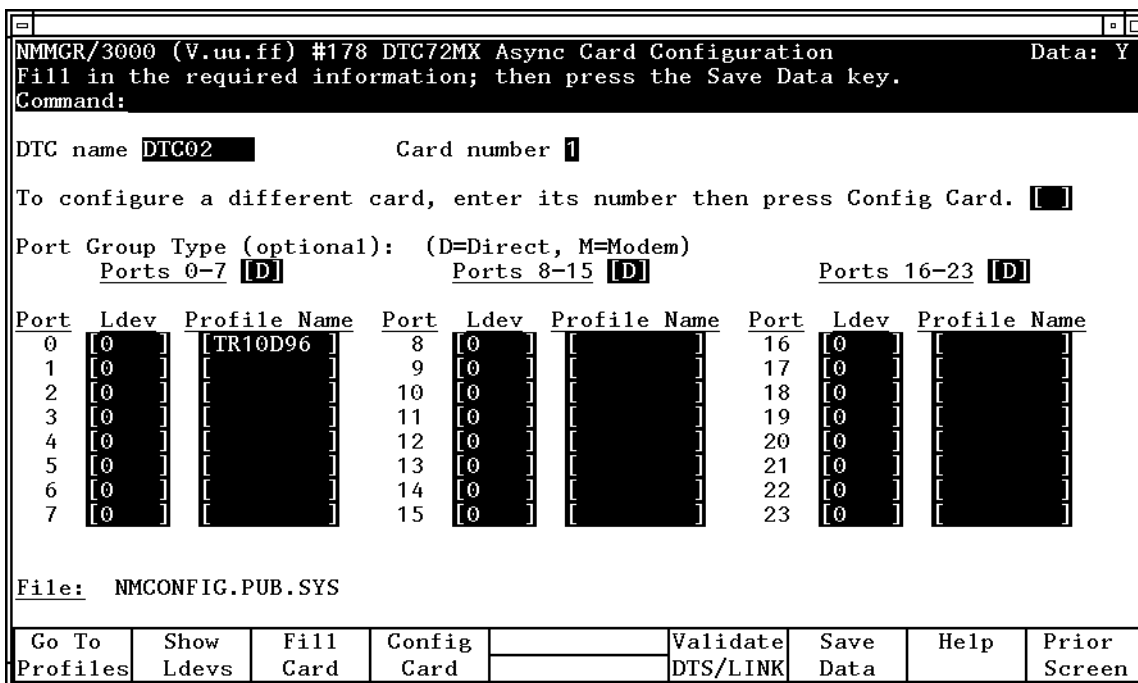 NMMGR/3000 (V.uu.ff) #178 DTC72MX Async Card Configuration Data: Y
Fill in the required information; then press the Save Data key.
Command:
DTC name DTC02 Card number 1
To configure a different card, enter its number then press Config Card. [ ]
Port Group Type (optional): (D=Direct, M=Modem)
Ports 0-7 [D] Ports 8-15 [D] Ports 16-23 [D]
Port Ldev Profile Name Port Ldev Profile Name Port Ldev Profile Name
0 [0 ] [TR10D96 ] 8 [0 ] [ ] 16 [0 ] [ ]
1 [0 ] [ ] 9 [0 ] [ ] 17 [0 ] [ ]
2 [0 ] [ ] 10 [0 ] [ ] 18 [0 ] [ ]
3 [0 ] [ ] 11 [0 ] [ ] 19 [0 ] [ ]
4 [0 ] [ ] 12 [0 ] [ ] 20 [0 ] [ ]
5 [0 ] [ ] 13 [0 ] [ ] 21 [0 ] [ ]
6 [0 ] [ ] 14 [0 ] [ ] 22 [0 ] [ ]
7 [0 ] [ ] 15 [0 ] [ ] 23 [0 ] [ ]
File: NMCONFIG.PUB.SYS
Go To Show Fill Config Validate Save Help Prior
Profiles Ldevs Card Card DTS/LINK Data Screen